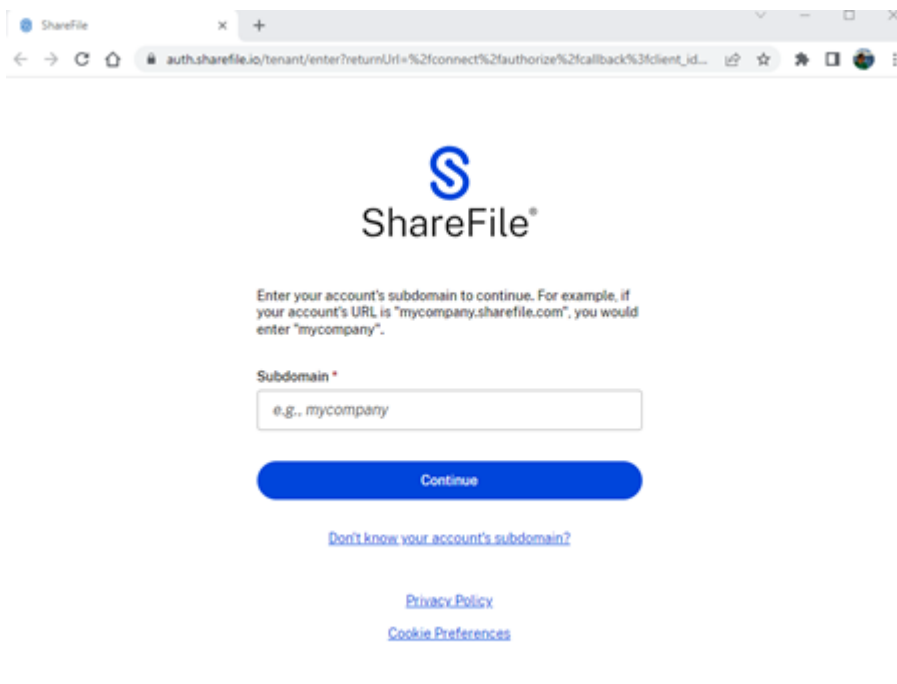 ShareFile
auth.sharefile.io/tenant/enter?returnUrl=%2fconnect%2fauthorize%2fcallback%3fclient_id...
ShareFile®
Enter your account's subdomain to continue. For example, if
your account's URL is "mycompany.sharefile.com", you would
enter "mycompany".
Subdomain *
e.g., mycompany
Continue
Don't know your account's subdomain?
Privacy Policy
Cookie Preferences